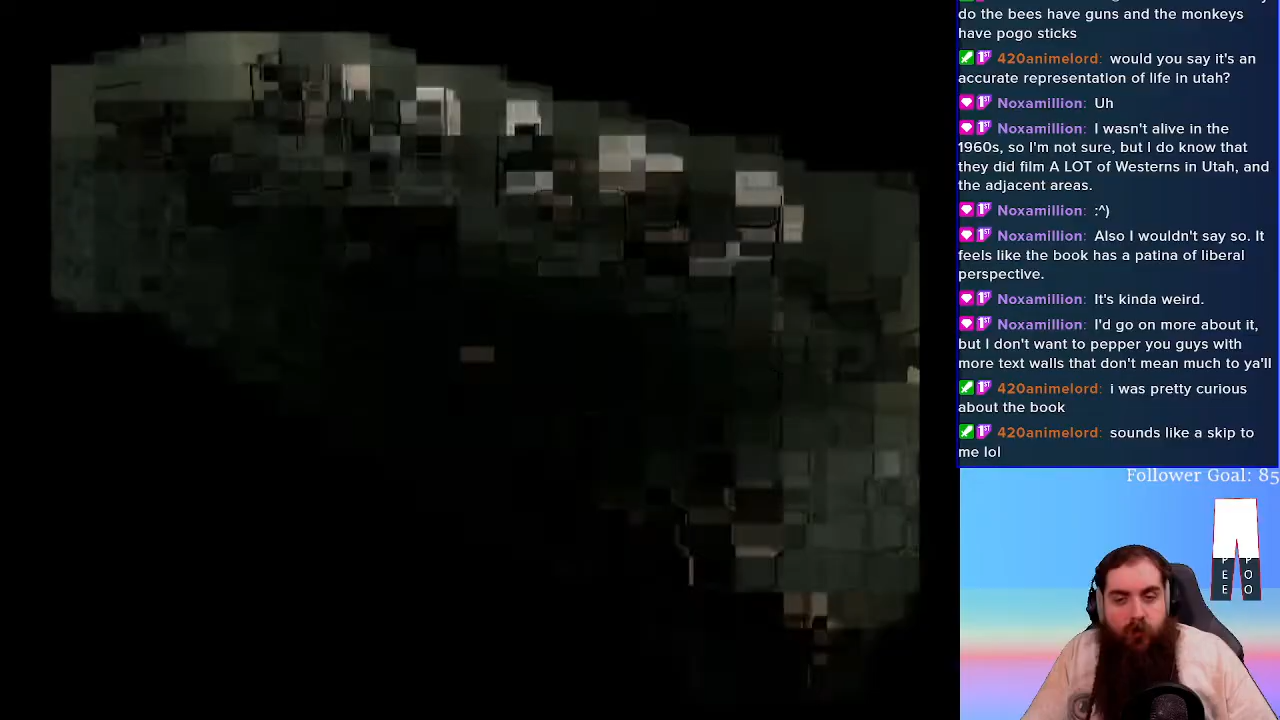 do the bees have guns and the monkeys
have pogo sticks
420animelord: would you say it's an
accurate representation of life in utah?
Noxamillion: Uh
Noxamillion: I wasn't alive in the
1960s, so I'm not sure, but I do know that
they did film A LOT of Westerns in Utah, and
the adjacent areas.
Noxamillion: :^)
Noxamillion: Also I wouldn't say so. It
feels like the book has a patina of liberal
perspective.
Noxamillion: It's kinda weird.
Noxamillion: I'd go on more about it,
but I don't want to pepper you guys with
more text walls that don't mean much to ya'll
420animelord: i was pretty curious
about the book
420animelord: sounds like a skip to
me lol
Follower Goal: 85
PEE
POO